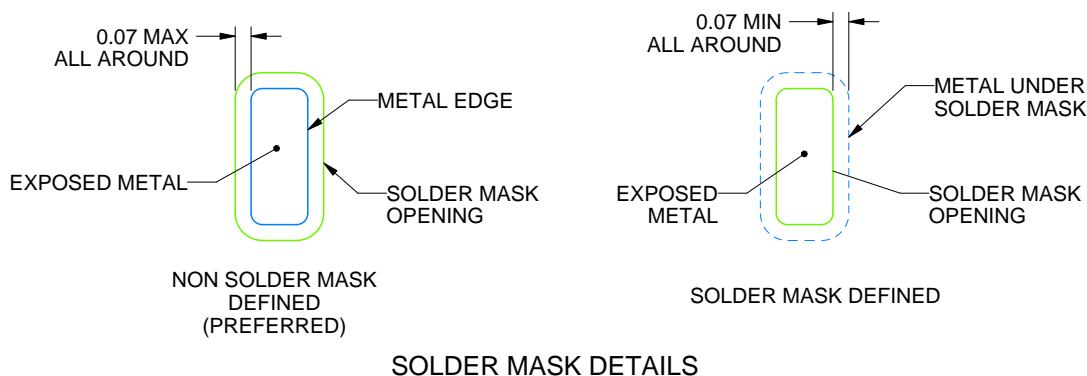 0.07 MAX
ALL AROUND
METAL EDGE
EXPOSED METAL
SOLDER MASK
OPENING
NON SOLDER MASK
DEFINED
(PREFERRED)
0.07 MIN
ALL AROUND
METAL UNDER
SOLDER MASK
EXPOSED
METAL
SOLDER MASK
OPENING
SOLDER MASK DEFINED
SOLDER MASK DETAILS